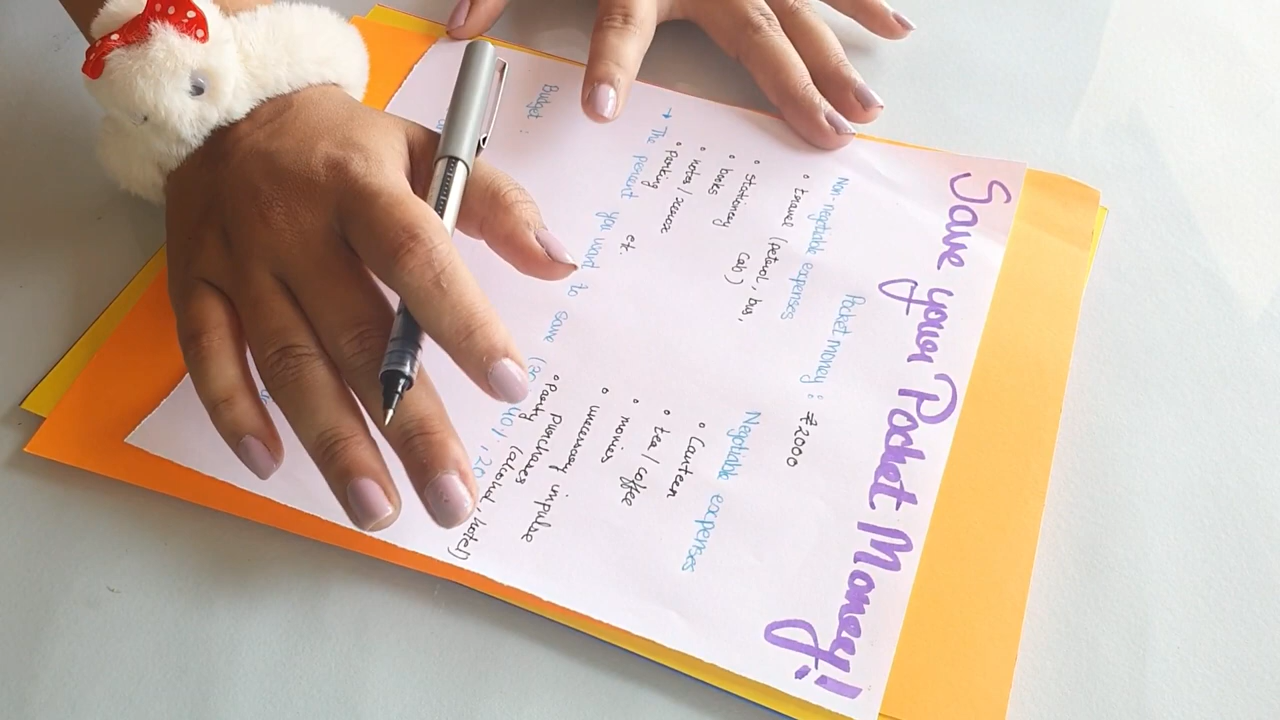 Save your Pocket Money!
Pocket money : ₹2000
Non-negotiable expenses
◦ travel (petrol, bus,
cab)
◦ stationery
◦ books
◦ notes/xerox
◦ parking
etc.
Negotiable expenses
◦ Canteen
◦ tea/coffee
◦ movies
◦ unnecessary impulse
purchases
◦ Party (alcohol, hotel)
→ The percent you want to save
Budget :